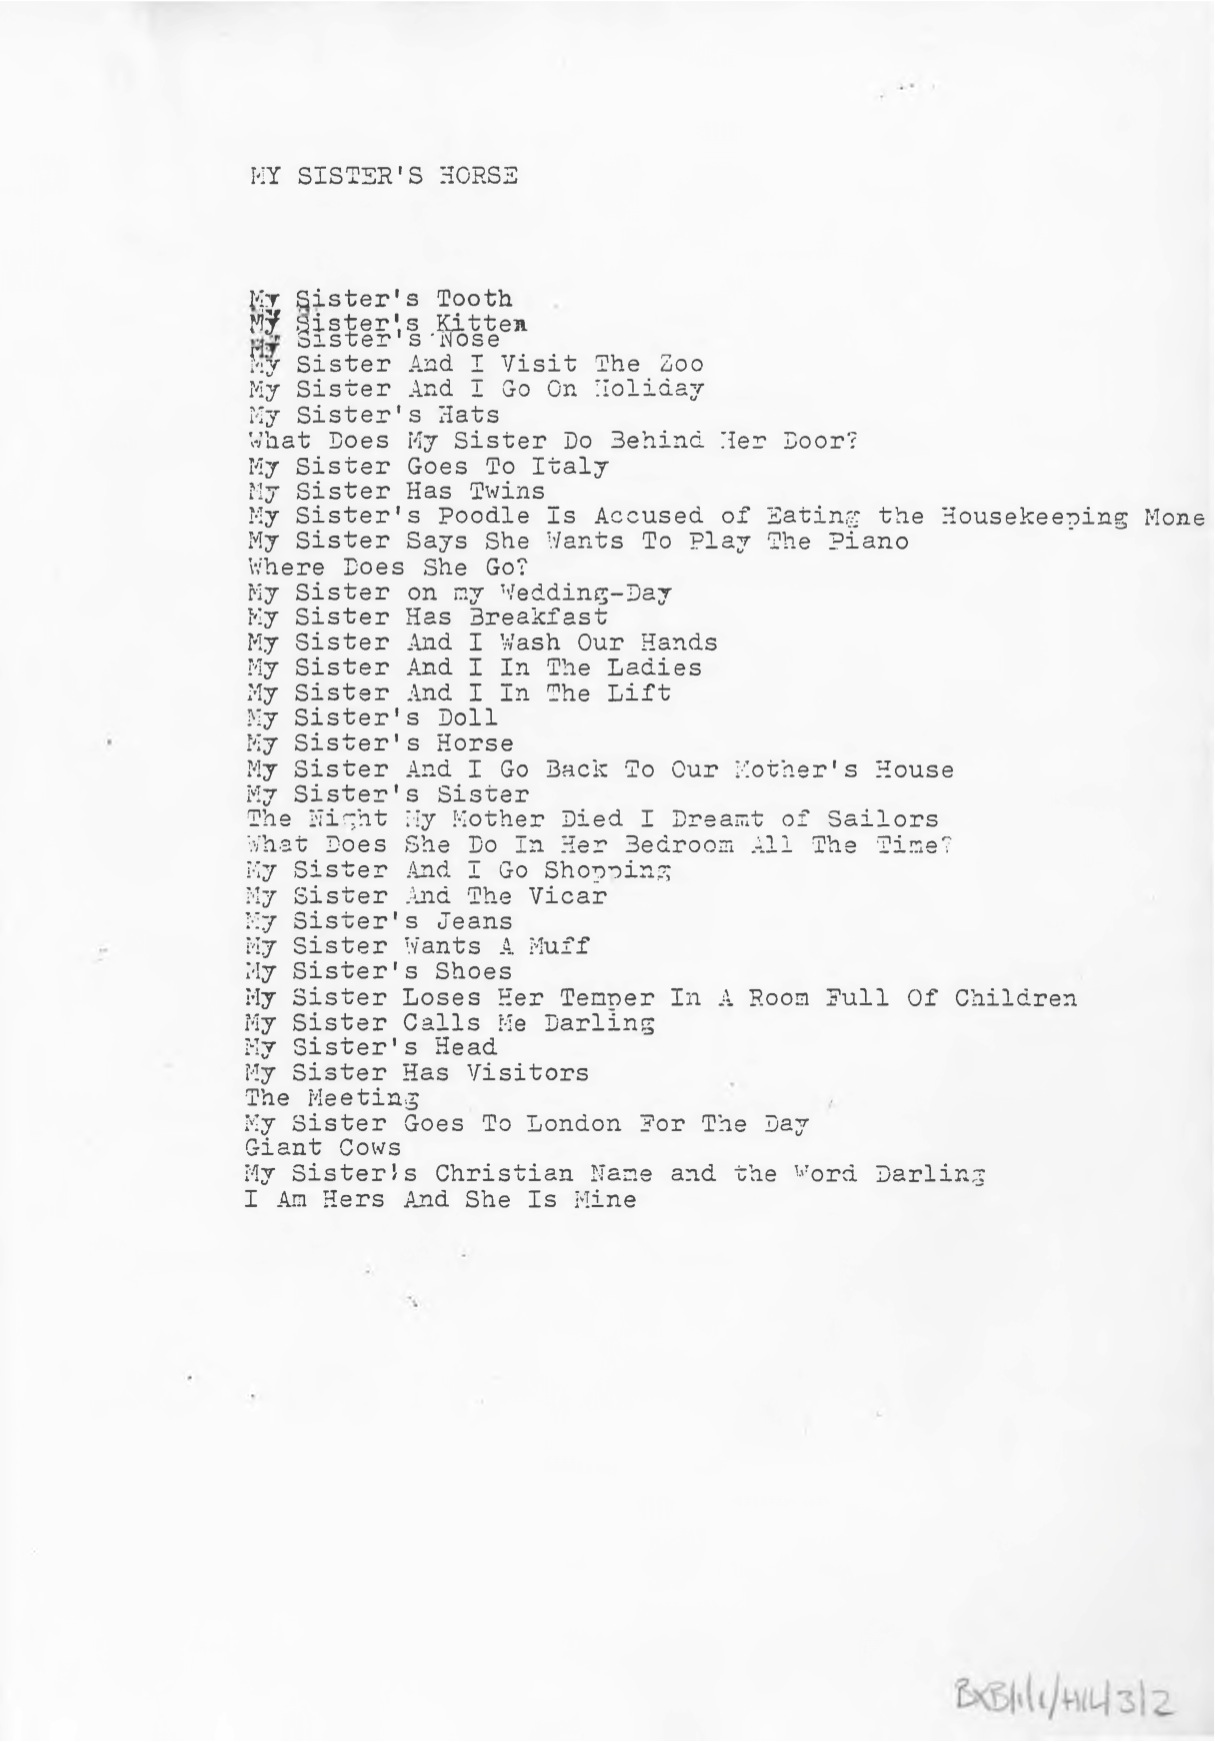 MY SISTER'S HORSE
My Sister's Tooth
My Sister's Kitten
My Sister's Nose
My Sister And I Visit The Zoo
My Sister And I Go On Holiday
My Sister's Hats
What Does My Sister Do Behind Her Door?
My Sister Goes To Italy
My Sister Has Twins
My Sister's Poodle Is Accused of Eating the Housekeeping Mone
My Sister Says She Wants To Play The Piano
Where Does She Go?
My Sister on my Wedding-Day
My Sister Has Breakfast
My Sister And I Wash Our Hands
My Sister And I In The Ladies
My Sister And I In The Lift
My Sister's Doll
My Sister's Horse
My Sister And I Go Back To Our Mother's House
My Sister's Sister
The Night My Mother Died I Dreamt of Sailors
What Does She Do In Her Bedroom All The Time?
My Sister And I Go Shopping
My Sister And The Vicar
My Sister's Jeans
My Sister Wants A Muff
My Sister's Shoes
My Sister Loses Her Temper In A Room Full Of Children
My Sister Calls Me Darling
My Sister's Head
My Sister Has Visitors
The Meeting
My Sister Goes To London For The Day
Giant Cows
My Sister's Christian Name and the Word Darling
I Am Hers And She Is Mine
BXB/1/1/HIL/3/2